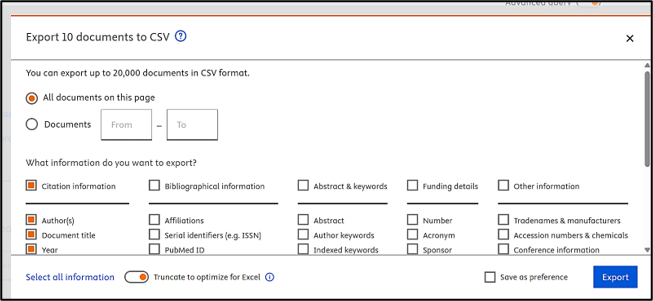 Advanced query
Export 10 documents to CSV ?
You can export up to 20,000 documents in CSV format.
All documents on this page
Documents From – To
What information do you want to export?
Citation information Bibliographical information Abstract & keywords Funding details Other information
Author(s) Affiliations Abstract Number Tradenames & manufacturers
Document title Serial identifiers (e.g. ISSN) Author keywords Acronym Accession numbers & chemicals
Year PubMed ID Indexed keywords Sponsor Conference information
Select all information Truncate to optimize for Excel Save as preference Export